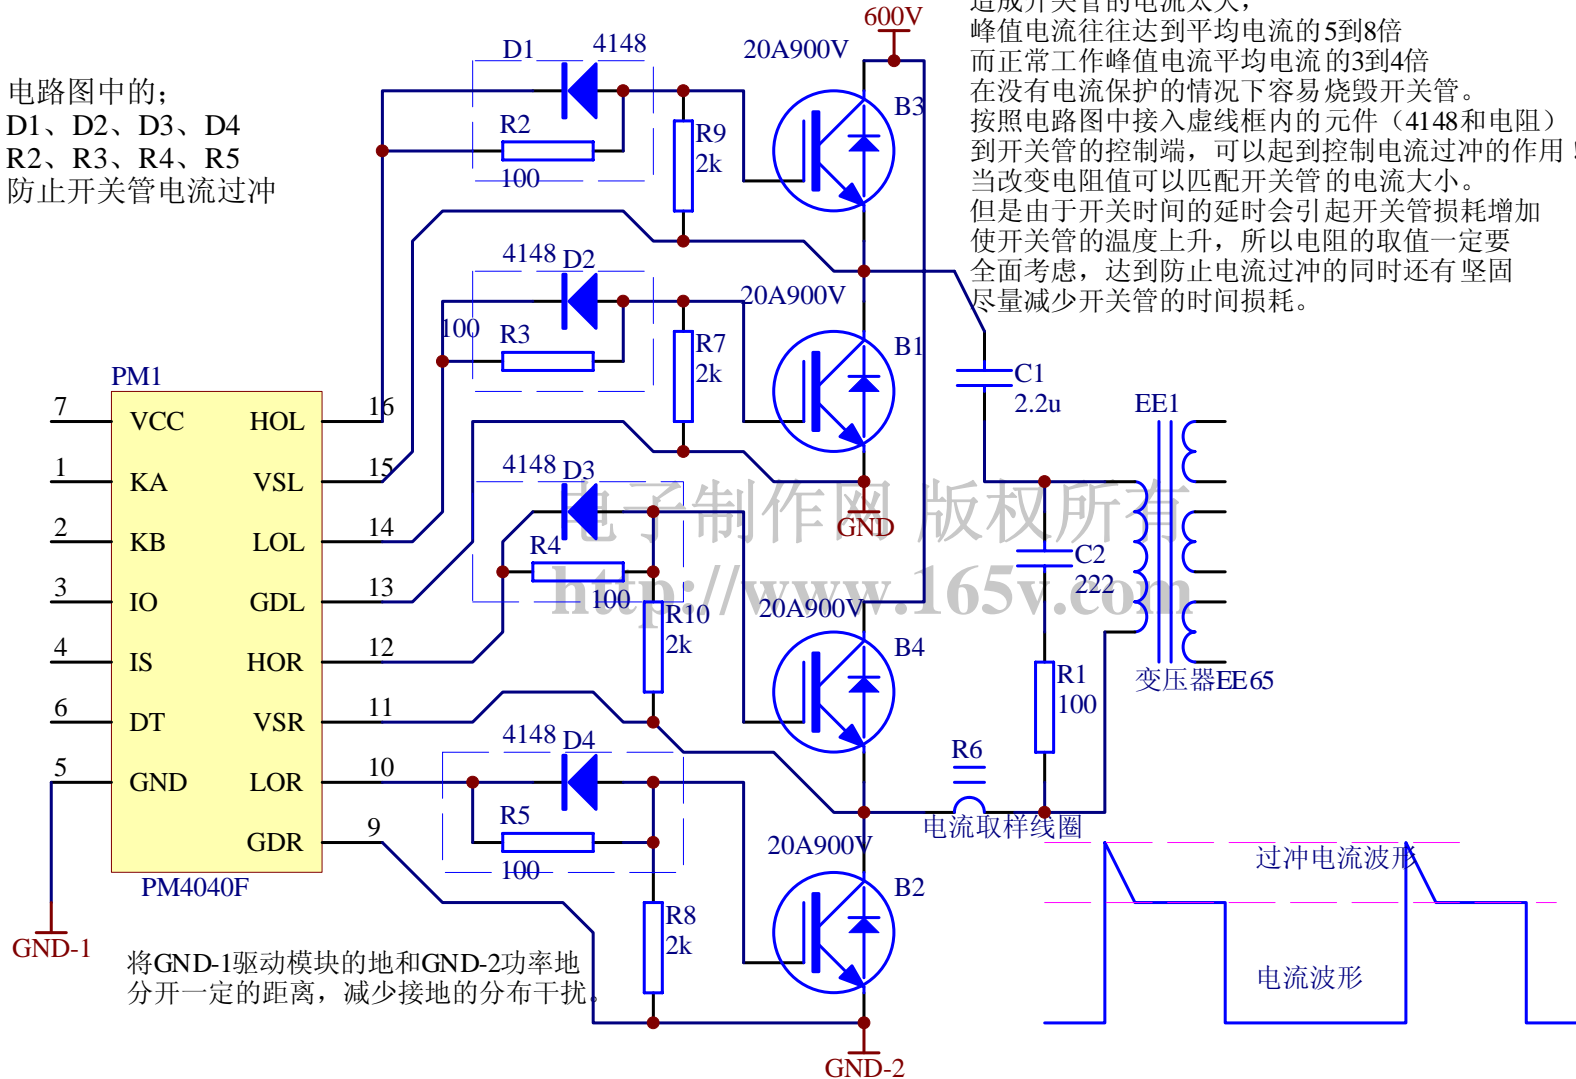 造成开关管的电流太大，
峰值电流往往达到平均电流的5到8倍
而正常工作峰值电流平均电流的3到4倍
在没有电流保护的情况下容易烧毁开关管。
按照电路图中接入虚线框内的元件（4148和电阻）
到开关管的控制端，可以起到控制电流过冲的作用！
当改变电阻值可以匹配开关管的电流大小。
但是由于开关时间的延时会引起开关管损耗增加
使开关管的温度上升，所以电阻的取值一定要
全面考虑，达到防止电流过冲的同时还有坚固
尽量减少开关管的时间损耗。
电路图中的；
D1、D2、D3、D4
R2、R3、R4、R5
防止开关管电流过冲
600V
D1
4148
20A900V
B3
R2
100
R9
2k
4148
D2
20A900V
100
R3
R7
2k
B1
C1
2.2u
EE1
PM1
7
VCC
HOL
16
1
KA
VSL
15
2
KB
LOL
14
3
IO
GDL
13
4
IS
HOR
12
6
DT
VSR
11
5
GND
LOR
10
GDR
9
PM4040F
GND-1
4148
D3
R4
100
R10
2k
GND
20A900V
B4
C2
222
R1
100
变压器EE65
4148
D4
R5
100
R8
2k
R6
电流取样线圈
20A900V
B2
GND-2
过冲电流波形
电流波形
将GND-1驱动模块的地和GND-2功率地
分开一定的距离，减少接地的分布干扰。
电子制作网 版权所有
http://www.165v.com